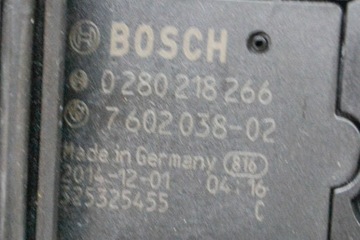 BOSCH
0 280 218 266
7 602 038-02
Made in Germany 816
2014-12-01 04:16
525325455 C